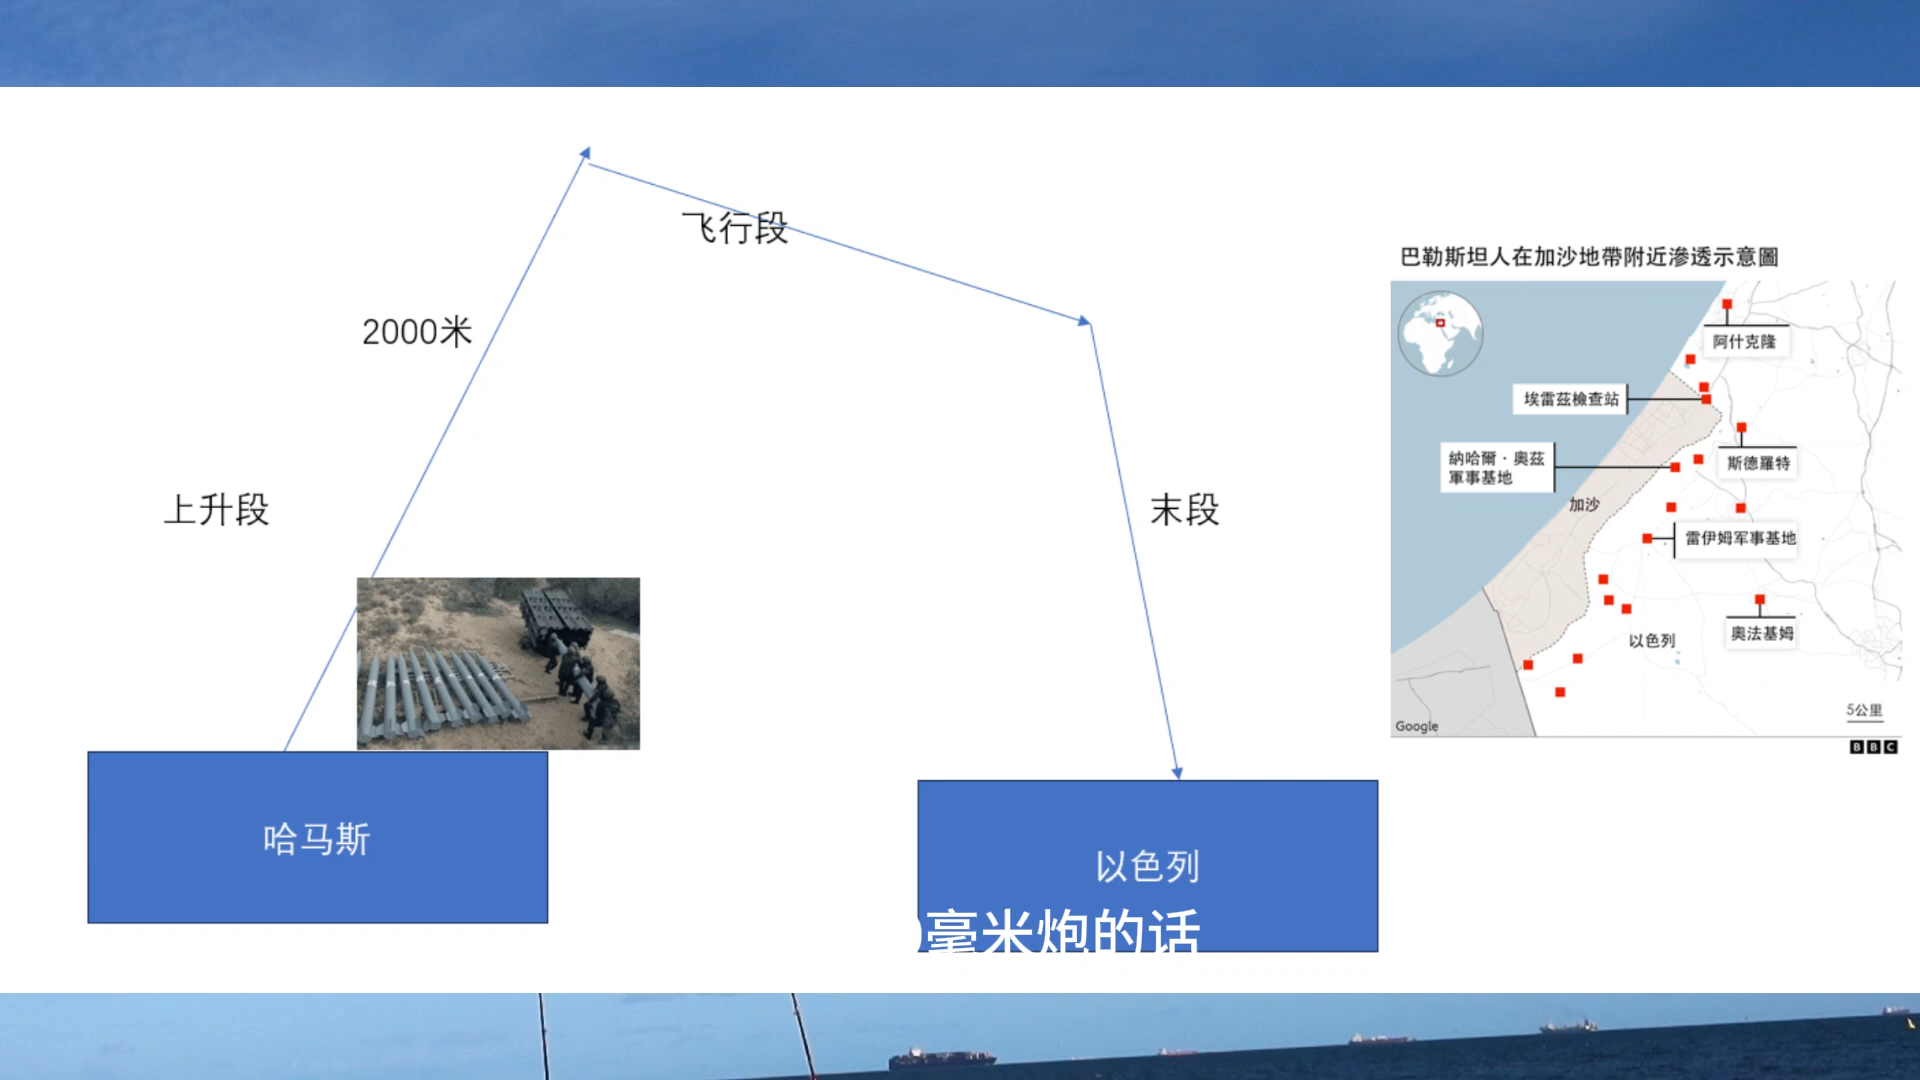 飞行段
2000米
上升段
末段
哈马斯
以色列
毫米炮的话
巴勒斯坦人在加沙地帶附近滲透示意圖
阿什克隆
埃雷茲檢查站
納哈爾·奧茲
軍事基地
斯德羅特
加沙
雷伊姆军事基地
奧法基姆
以色列
5公里
Google
BBC